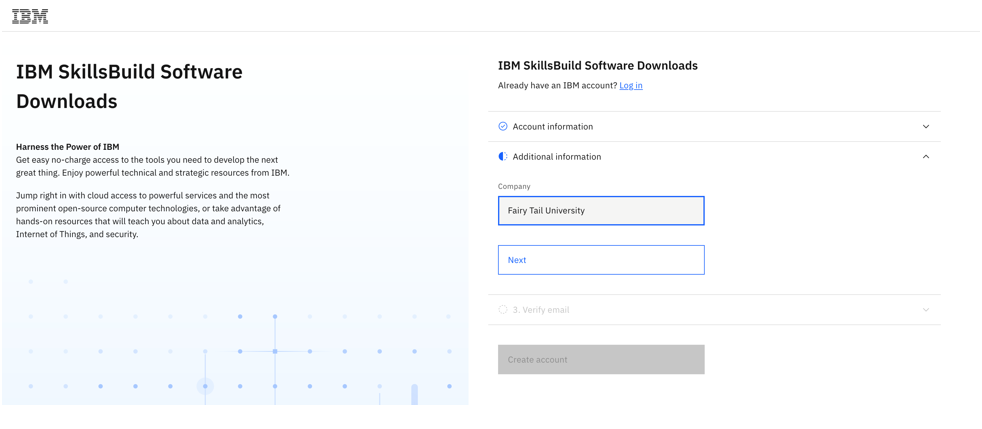 IBM
IBM SkillsBuild Software
Downloads
Harness the Power of IBM
Get easy no-charge access to the tools you need to develop the next
great thing. Enjoy powerful technical and strategic resources from IBM.
Jump right in with cloud access to powerful services and the most
prominent open-source computer technologies, or take advantage of
hands-on resources that will teach you about data and analytics,
Internet of Things, and security.
IBM SkillsBuild Software Downloads
Already have an IBM account? Log in
Account information
Additional information
Company
Fairy Tail University
Next
3. Verify email
Create account